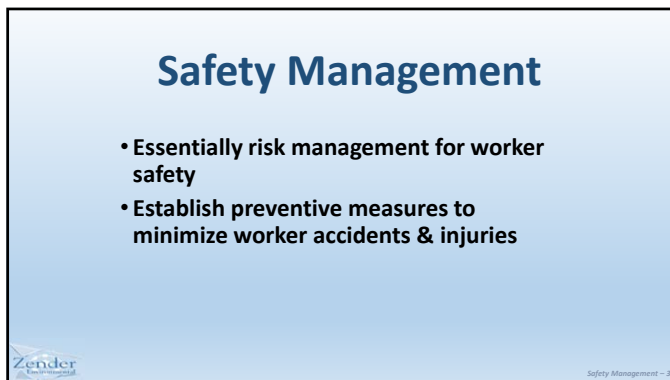 Safety Management
• Essentially risk management for worker
safety
• Establish preventive measures to
minimize worker accidents & injuries
Zender
Environmental
Safety Management – 3